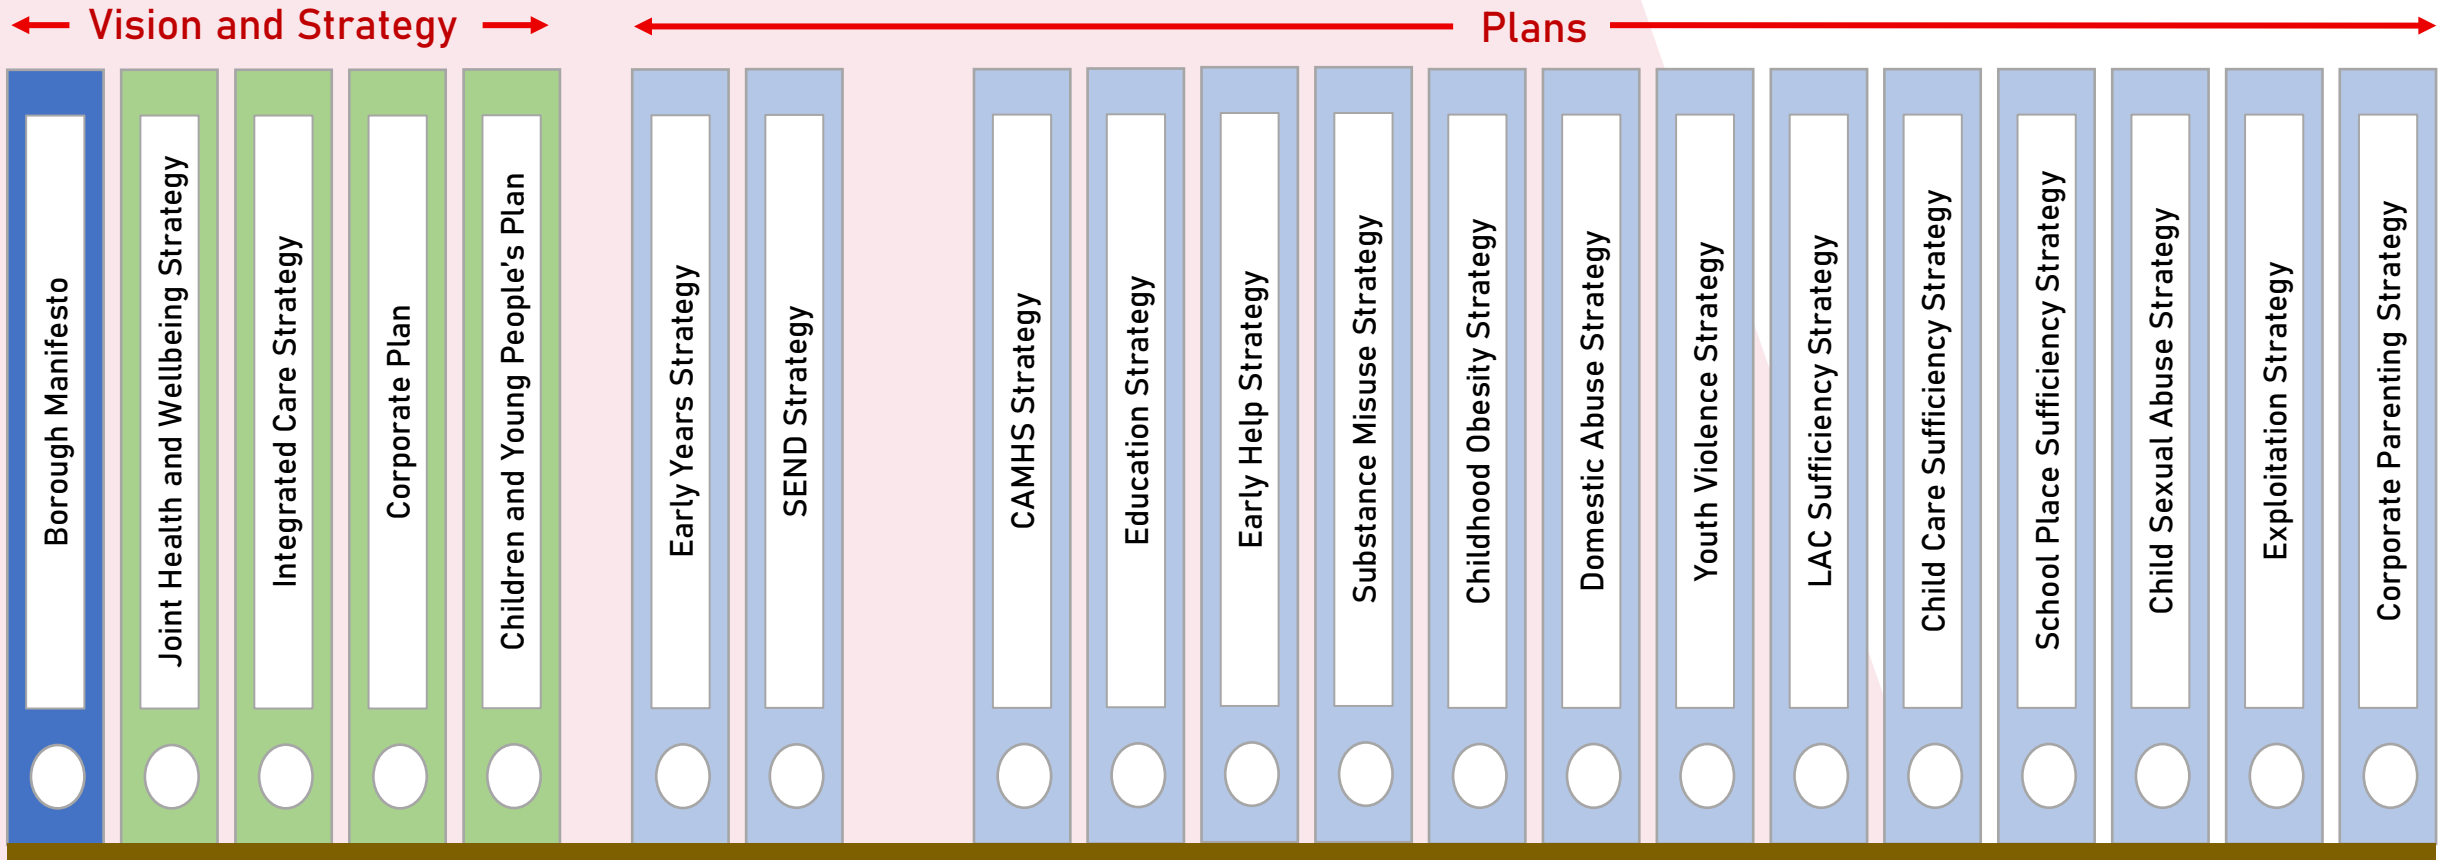 Vision and Strategy
Plans
Borough Manifesto
Joint Health and Wellbeing Strategy
Integrated Care Strategy
Corporate Plan
Children and Young People's Plan
Early Years Strategy
SEND Strategy
CAMHS Strategy
Education Strategy
Early Help Strategy
Substance Misuse Strategy
Childhood Obesity Strategy
Domestic Abuse Strategy
Youth Violence Strategy
LAC Sufficiency Strategy
Child Care Sufficiency Strategy
School Place Sufficiency Strategy
Child Sexual Abuse Strategy
Exploitation Strategy
Corporate Parenting Strategy